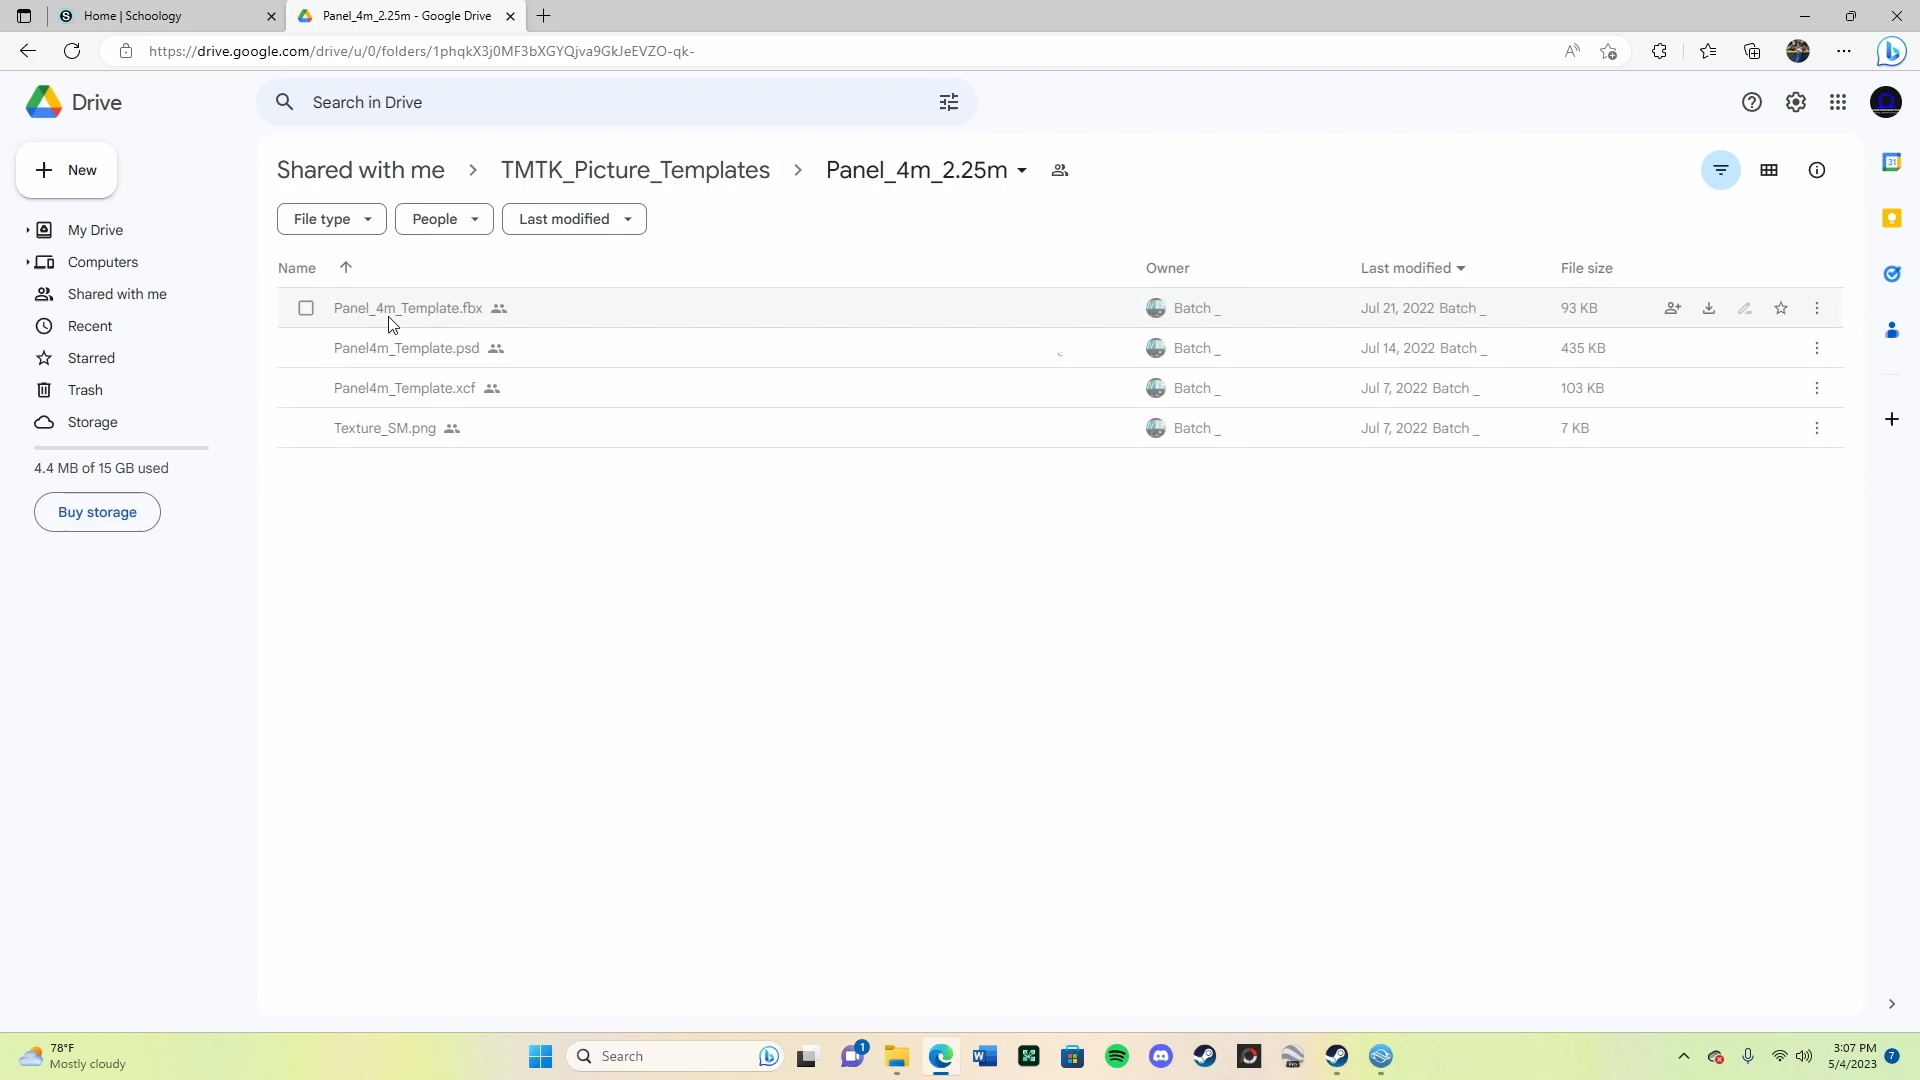 Home | Schoology
Panel_4m_2.25m - Google Drive
https://drive.google.com/drive/u/0/folders/1phqkX3j0MF3bXGYQjva9GkJeEVZO-qk-
Drive
Search in Drive
New
Shared with me
TMTK_Picture_Templates
Panel_4m_2.25m
31
File type
People
Last modified
My Drive
Computers
Shared with me
Recent
Starred
Trash
Storage
4.4 MB of 15 GB used
Buy storage
Name
Owner
Last modified
File size
Panel_4m_Template.fbx
Batch _
Jul 21, 2022 Batch _
93 KB
Panel4m_Template.psd
Batch _
Jul 14, 2022 Batch _
435 KB
Panel4m_Template.xcf
Batch _
Jul 7, 2022 Batch _
103 KB
Texture_SM.png
Batch _
Jul 7, 2022 Batch _
7 KB
78°F
Mostly cloudy
Search
1
W
Pro
3:07 PM
5/4/2023
7